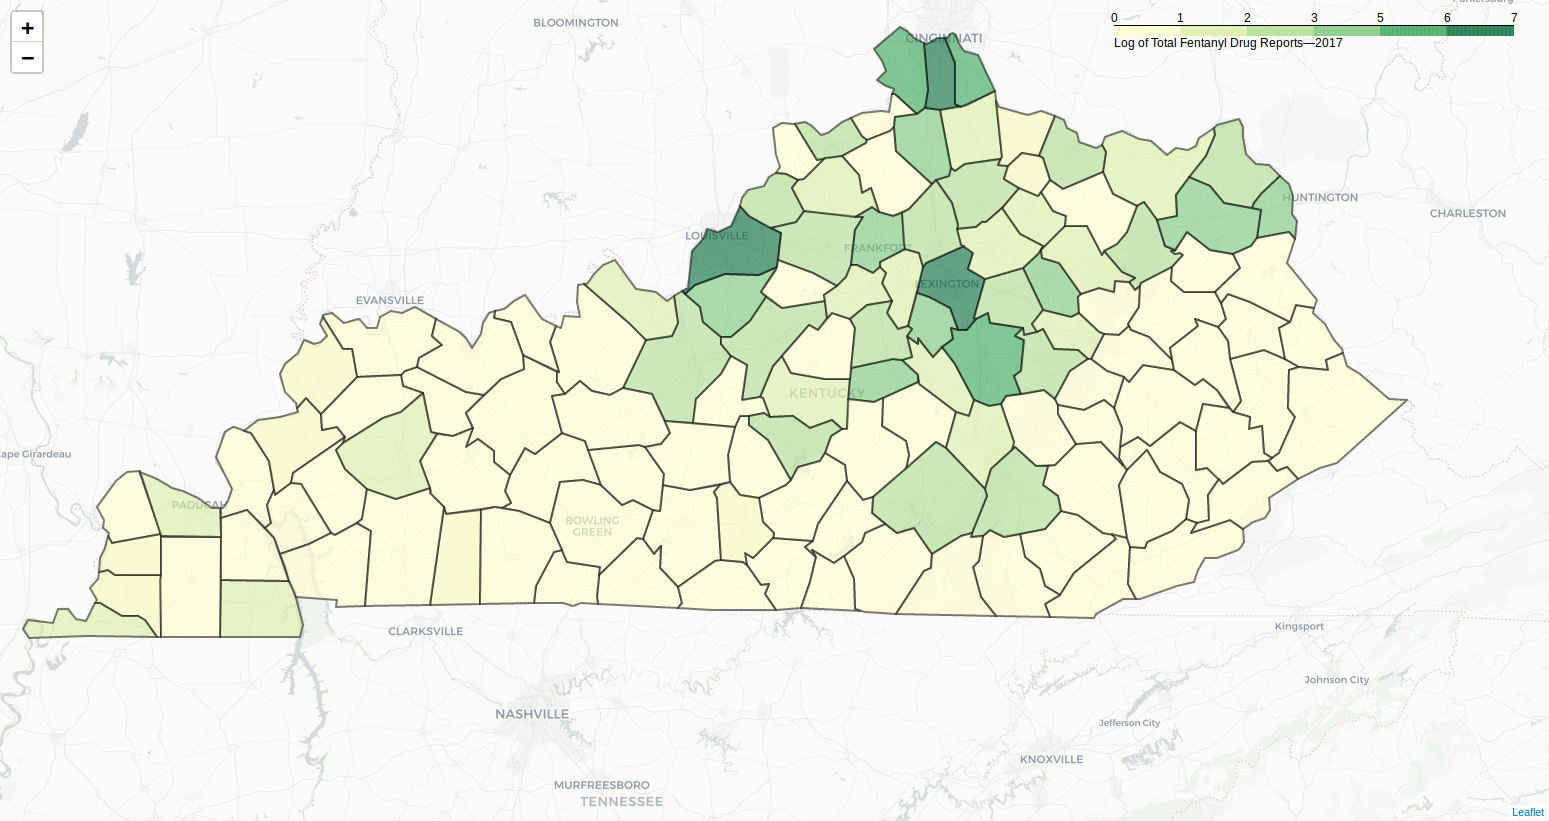 +
−
BLOOMINGTON
CINCINNATI
0 1 2 3 5 6 7
Log of Total Fentanyl Drug Reports—2017
HUNTINGTON
CHARLESTON
LOUISVILLE
FRANKFORT
LEXINGTON
EVANSVILLE
KENTUCKY
Cape Girardeau
PADUCAH
BOWLING
GREEN
CLARKSVILLE
Kingsport
Johnson City
NASHVILLE
Jefferson City
KNOXVILLE
MURFREESBORO
TENNESSEE
Leaflet